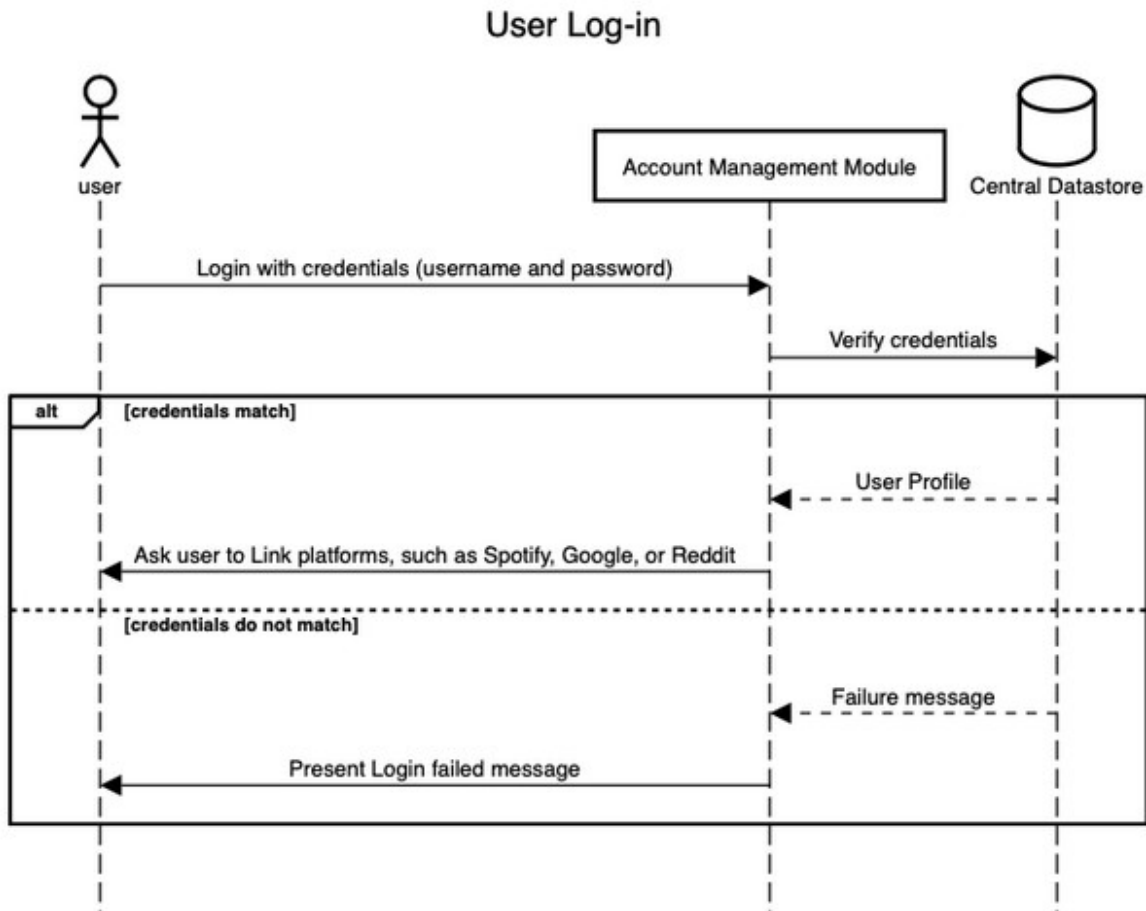 User Log-in
user
Account Management Module
Central Datastore
Login with credentials (username and password)
Verify credentials
alt
[credentials match]
User Profile
Ask user to Link platforms, such as Spotify, Google, or Reddit
[credentials do not match]
Failure message
Present Login failed message